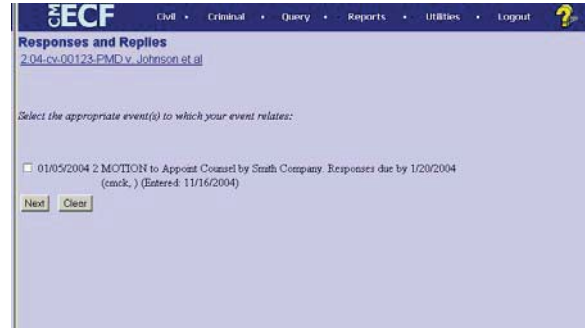 CM ECF Civil • Criminal • Query • Reports • Utilities • Logout ?
Responses and Replies
2:04-cv-00123-PMD v. Johnson et al
Select the appropriate event(s) to which your event relates:
01/05/2004 2 MOTION to Appoint Counsel by Smith Company. Responses due by 1/20/2004
(cmck, ) (Entered: 11/16/2004)
Next Clear